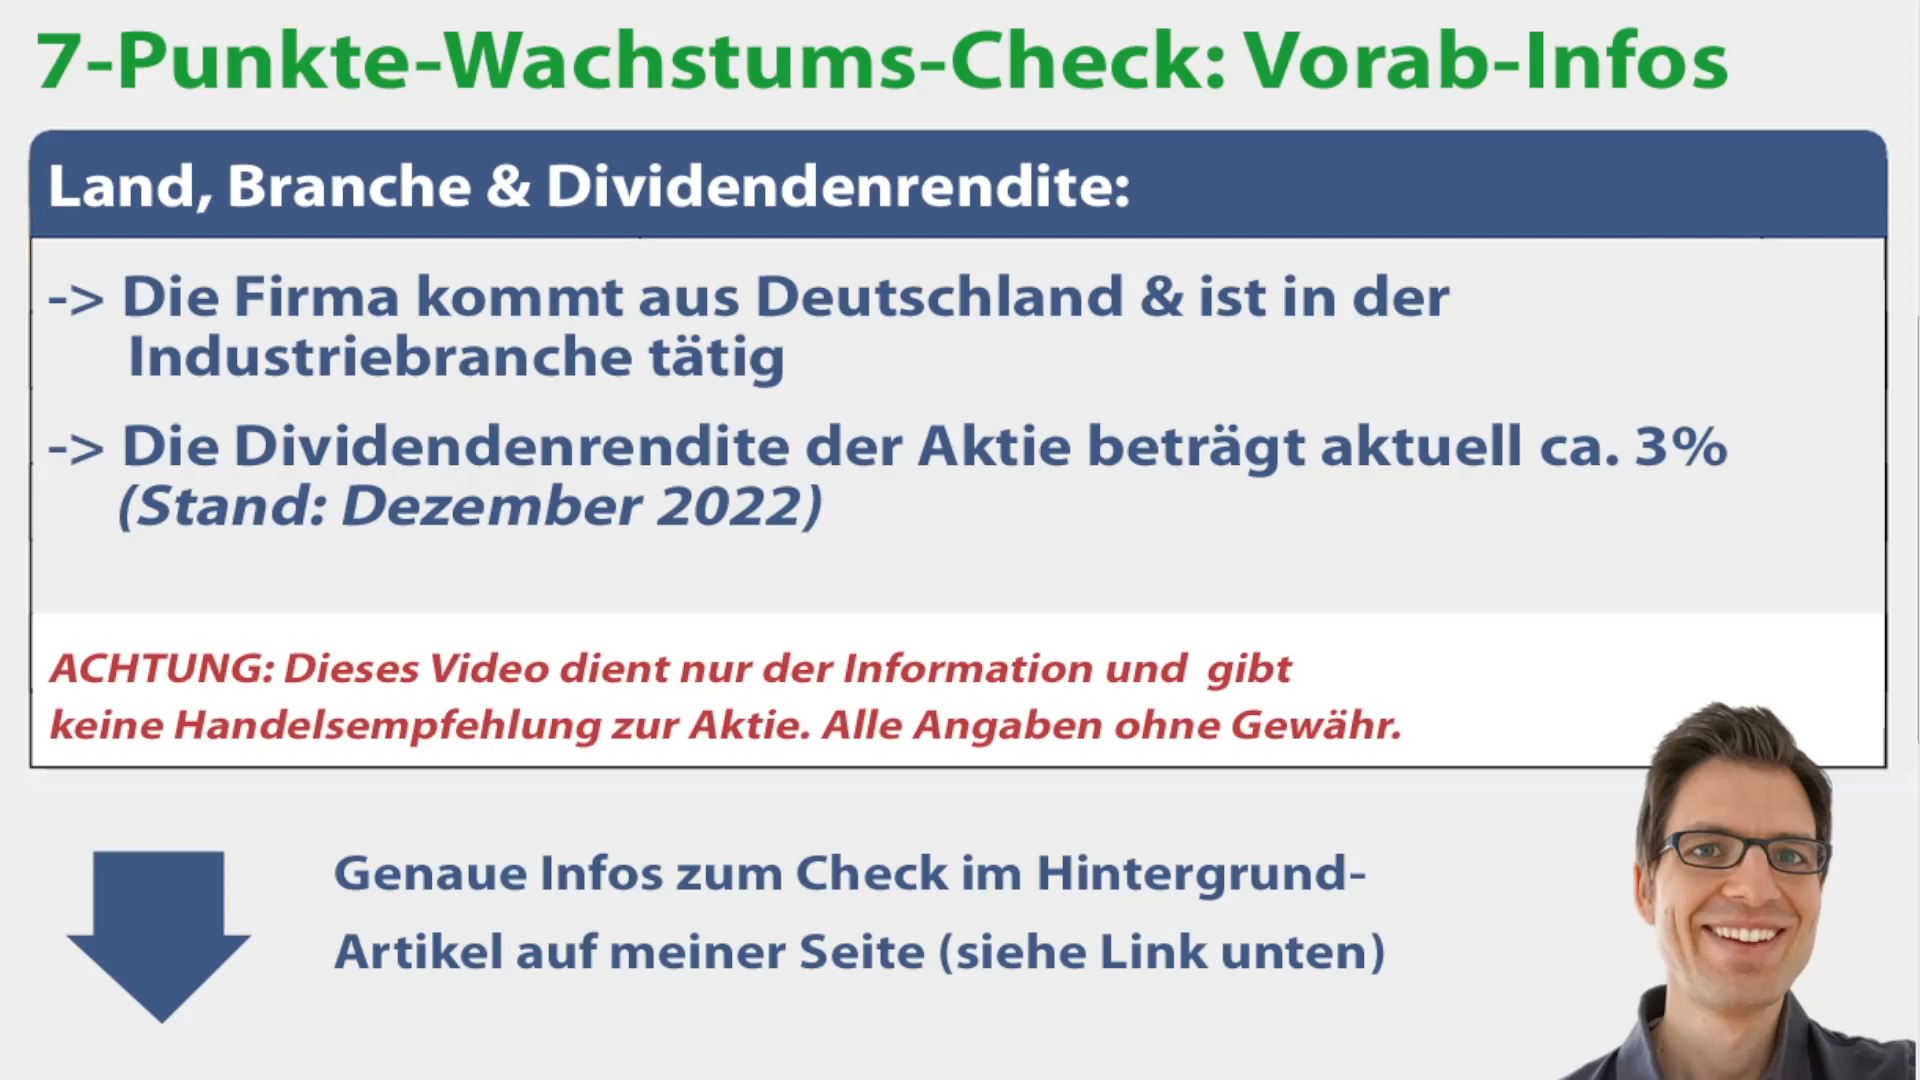 7-Punkte-Wachstums-Check: Vorab-Infos
Land, Branche & Dividendenrendite:
-> Die Firma kommt aus Deutschland & ist in der
Industriebranche tätig
-> Die Dividendenrendite der Aktie beträgt aktuell ca. 3%
(Stand: Dezember 2022)
ACHTUNG: Dieses Video dient nur der Information und gibt
keine Handelsempfehlung zur Aktie. Alle Angaben ohne Gewähr.
Genaue Infos zum Check im Hintergrund-
Artikel auf meiner Seite (siehe Link unten)